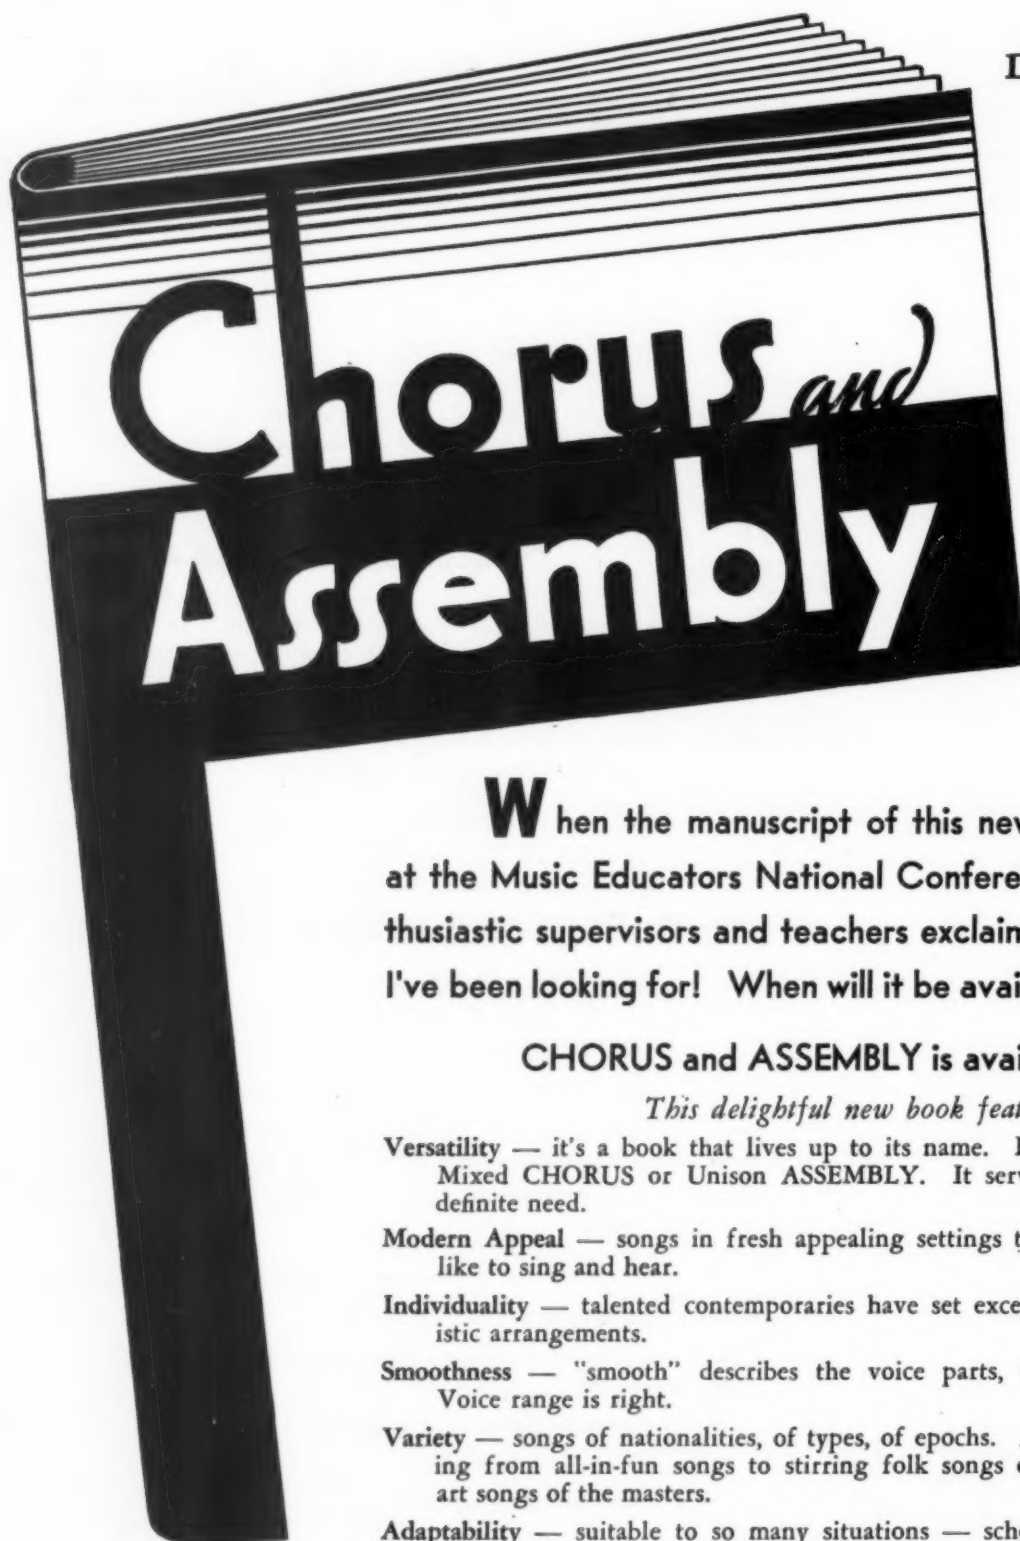 Chorus and
Assembly
When the manuscript of this new
at the Music Educators National Confere
thusiastic supervisors and teachers exclaim
I've been looking for! When will it be avai
CHORUS and ASSEMBLY is avai
This delightful new book feat
Versatility — it's a book that lives up to its name.
Mixed CHORUS or Unison ASSEMBLY. It serv
definite need.
Modern Appeal — songs in fresh appealing settings t
like to sing and hear.
Individuality — talented contemporaries have set exce
istic arrangements.
Smoothness — "smooth" describes the voice parts,
Voice range is right.
Variety — songs of nationalities, of types, of epochs.
ing from all-in-fun songs to stirring folk songs
art songs of the masters.
Adaptability — suitable to so many situations — scho